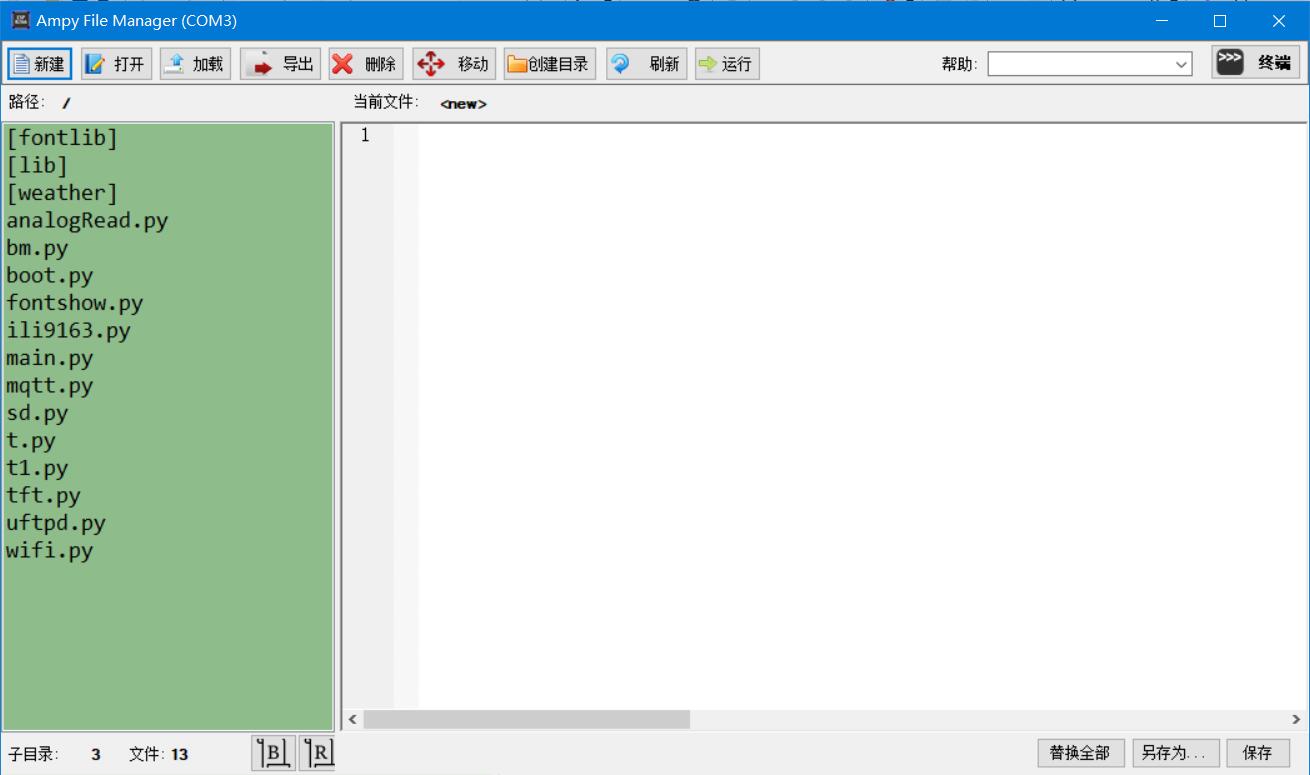 Ampy File Manager (COM3)
新建 打开 加载 导出 删除 移动 创建目录 刷新 运行 帮助: >>> 终端
路径: / 当前文件: <new>
[fontlib]
[lib]
[weather]
analogRead.py
bm.py
boot.py
fontshow.py
ili9163.py
main.py
mqtt.py
sd.py
t.py
t1.py
tft.py
uftpd.py
wifi.py
1
子目录: 3 文件: 13 B R 替换全部 另存为... 保存